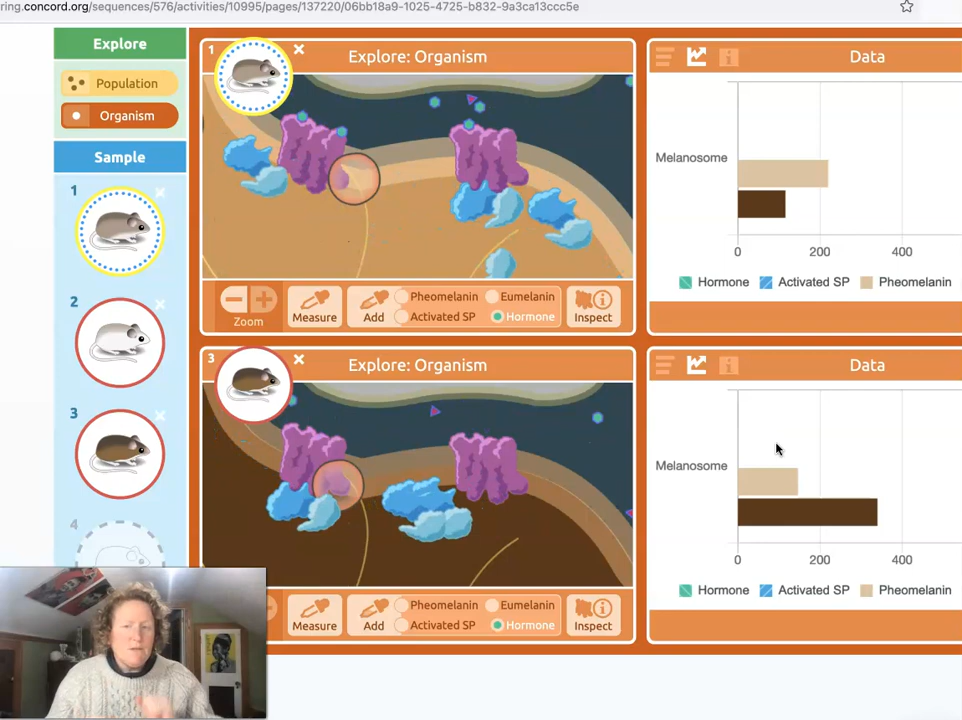 ring.concord.org/sequences/576/activities/10995/pages/137220/06bb18a9-1025-4725-b832-9a3ca13ccc5e
Explore
Population
Organism
Sample
1
2
3
4
1
Explore: Organism
Zoom
Measure
Add
Pheomelanin
Eumelanin
Activated SP
Hormone
Inspect
Data
Melanosome
0 200 400
Hormone Activated SP Pheomelanin
3
Explore: Organism
Measure
Add
Pheomelanin
Eumelanin
Activated SP
Hormone
Inspect
Data
Melanosome
0 200 400
Hormone Activated SP Pheomelanin